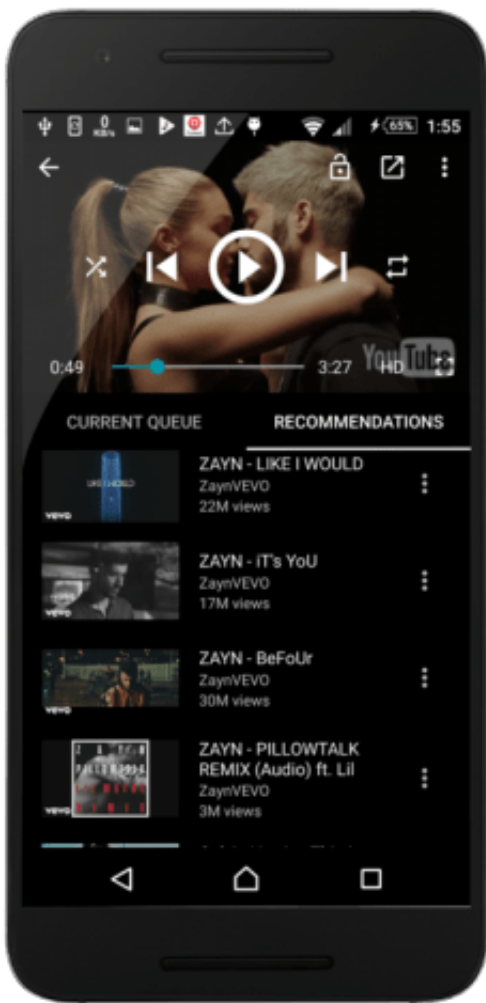 0
KB/s
65%
1:55
0:49
3:27
YouTube
HD
CURRENT QUEUE
RECOMMENDATIONS
ZAYN - LIKE I WOULD
ZaynVEVO
22M views
vevo
ZAYN - iT's YoU
ZaynVEVO
17M views
vevo
ZAYN - BeFoUr
ZaynVEVO
30M views
vevo
ZAYN - PILLOWTALK
REMIX (Audio) ft. Lil
ZaynVEVO
3M views
Z A Y N
vevo